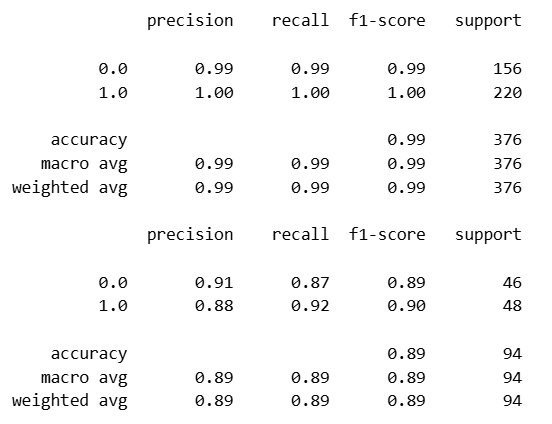 precision recall f1-score support
0.0 0.99 0.99 0.99 156
1.0 1.00 1.00 1.00 220
accuracy 0.99 376
macro avg 0.99 0.99 0.99 376
weighted avg 0.99 0.99 0.99 376
precision recall f1-score support
0.0 0.91 0.87 0.89 46
1.0 0.88 0.92 0.90 48
accuracy 0.89 94
macro avg 0.89 0.89 0.89 94
weighted avg 0.89 0.89 0.89 94